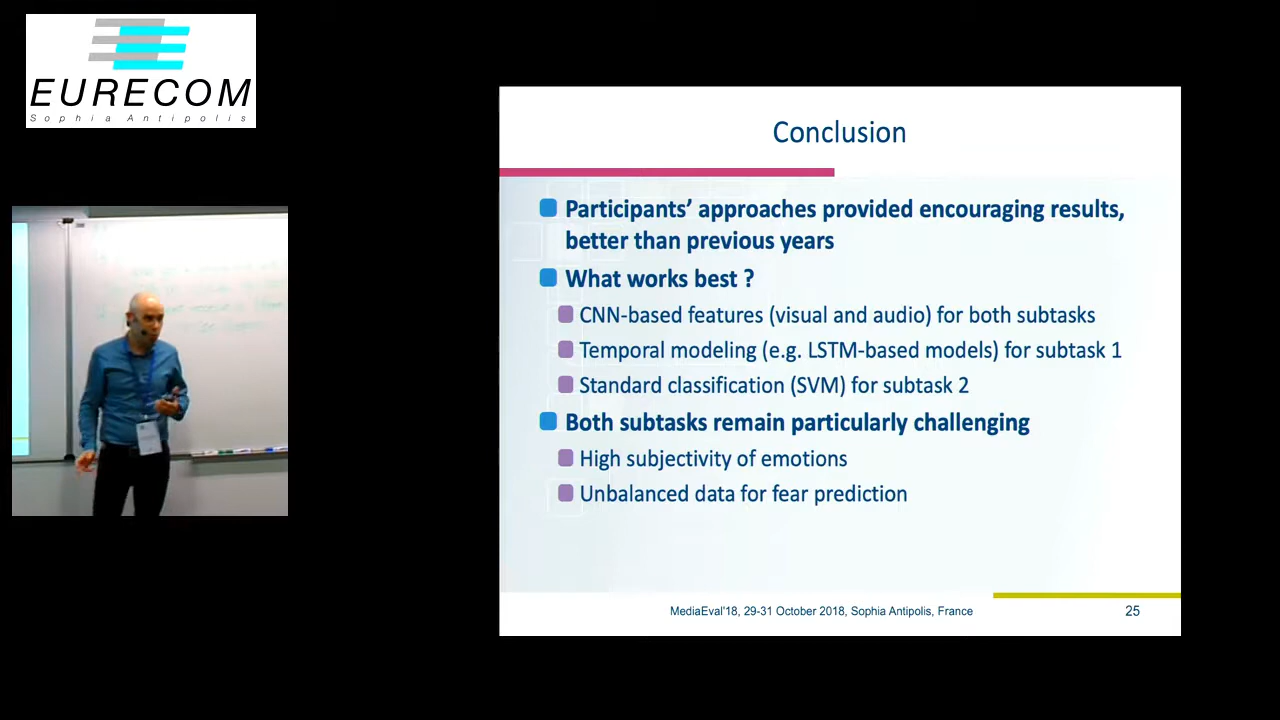 EURECOM
Sophia Antipolis
Conclusion
Participants’ approaches provided encouraging results,
better than previous years
What works best ?
CNN-based features (visual and audio) for both subtasks
Temporal modeling (e.g. LSTM-based models) for subtask 1
Standard classification (SVM) for subtask 2
Both subtasks remain particularly challenging
High subjectivity of emotions
Unbalanced data for fear prediction
MediaEval'18, 29-31 October 2018, Sophia Antipolis, France
25